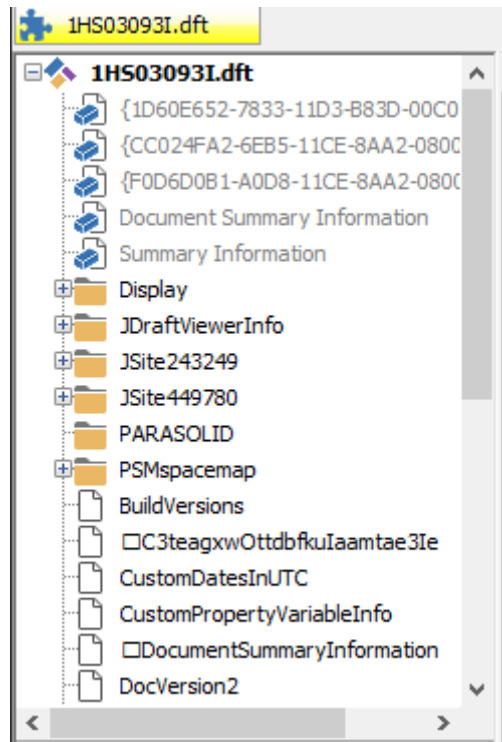 1HS03093I.dft
1HS03093I.dft
{1D60E652-7833-11D3-B83D-00C0
{CC024FA2-6EB5-11CE-8AA2-0800
{F0D6D0B1-A0D8-11CE-8AA2-0800
Document Summary Information
Summary Information
Display
JDraftViewerInfo
JSite243249
JSite449780
PARASOLID
PSMspacemap
BuildVersions
□C3teagxwOttdbfkuIaamtae3Ie
CustomDatesInUTC
CustomPropertyVariableInfo
□DocumentSummaryInformation
DocVersion2